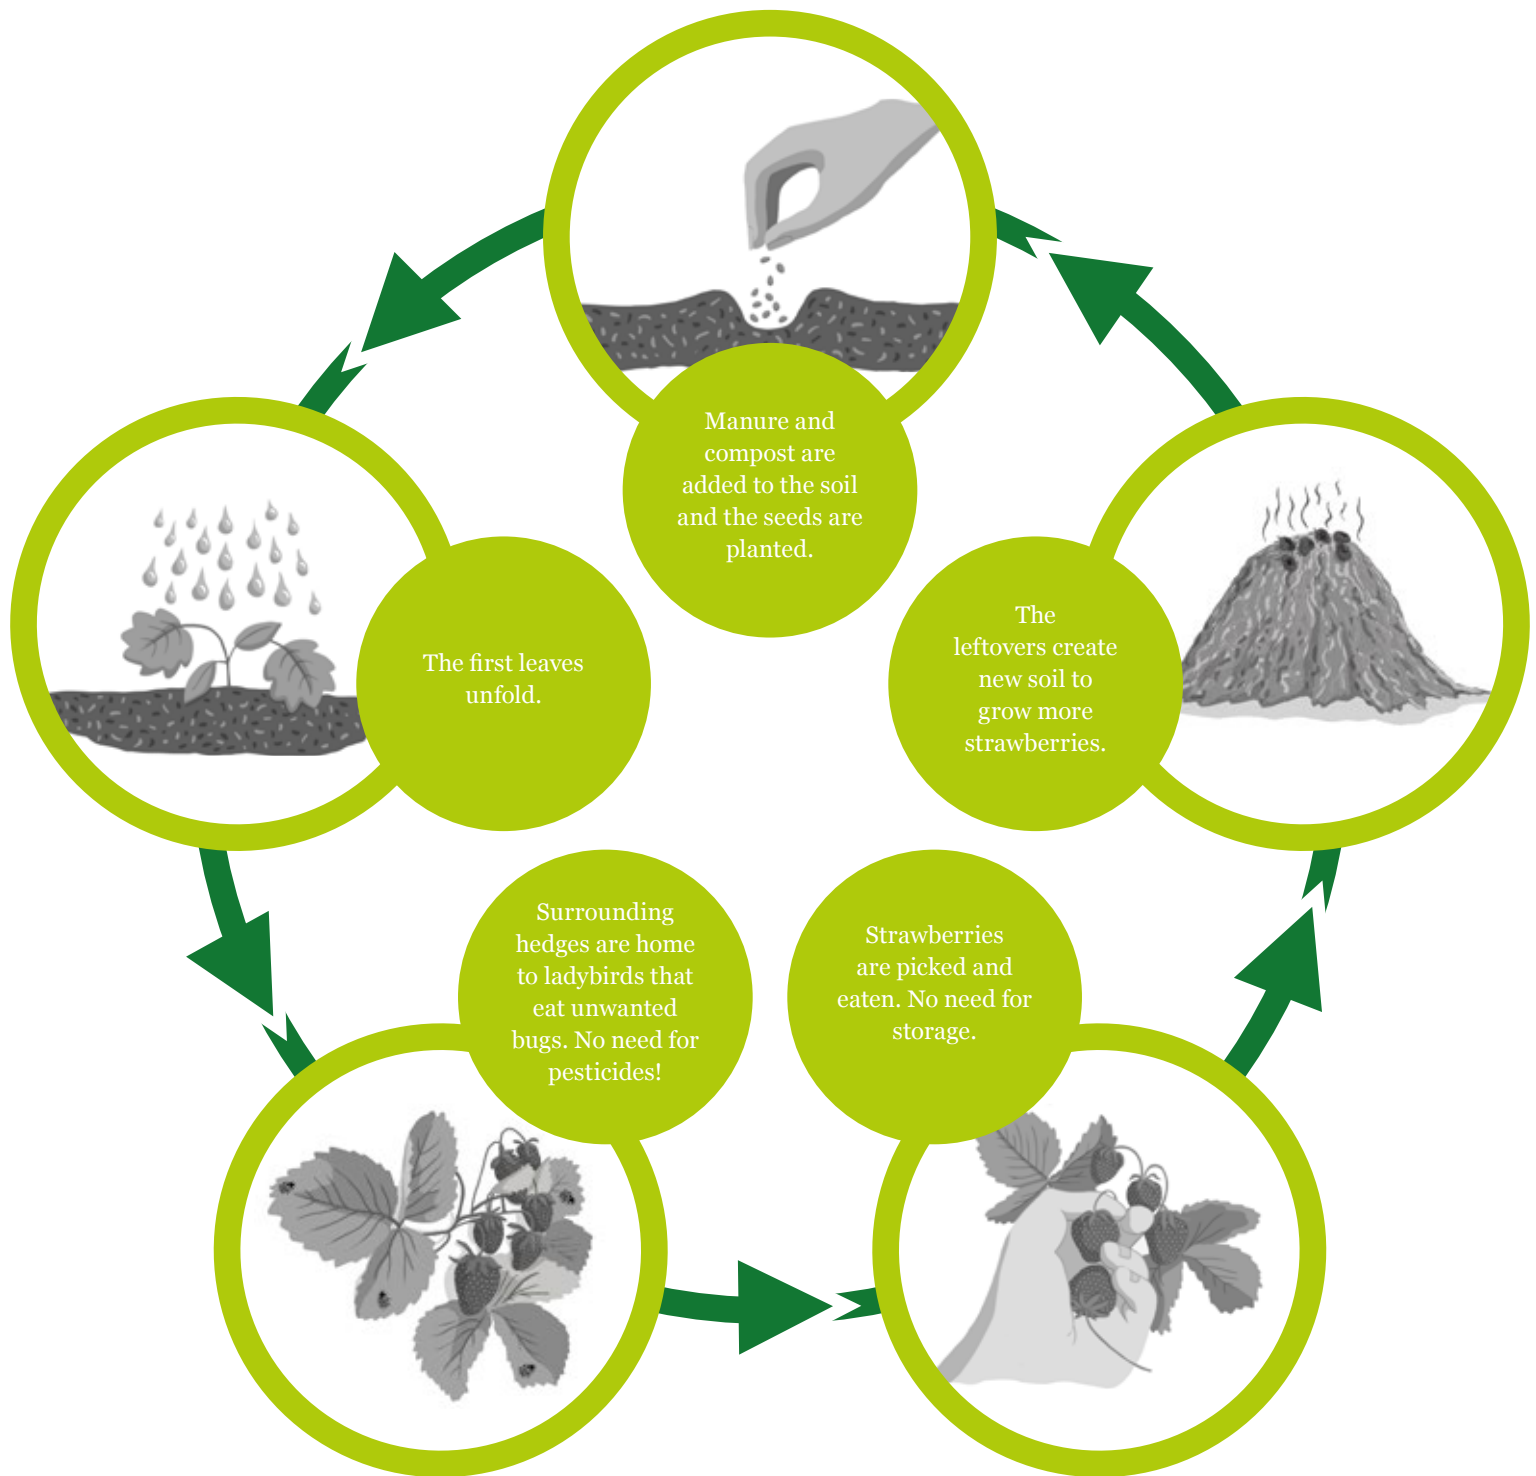 Manure and
compost are
added to the soil
and the seeds are
planted.
The first leaves
unfold.
Surrounding
hedges are home
to ladybirds that
eat unwanted
bugs. No need for
pesticides!
Strawberries
are picked and
eaten. No need for
storage.
The
leftovers create
new soil to
grow more
strawberries.